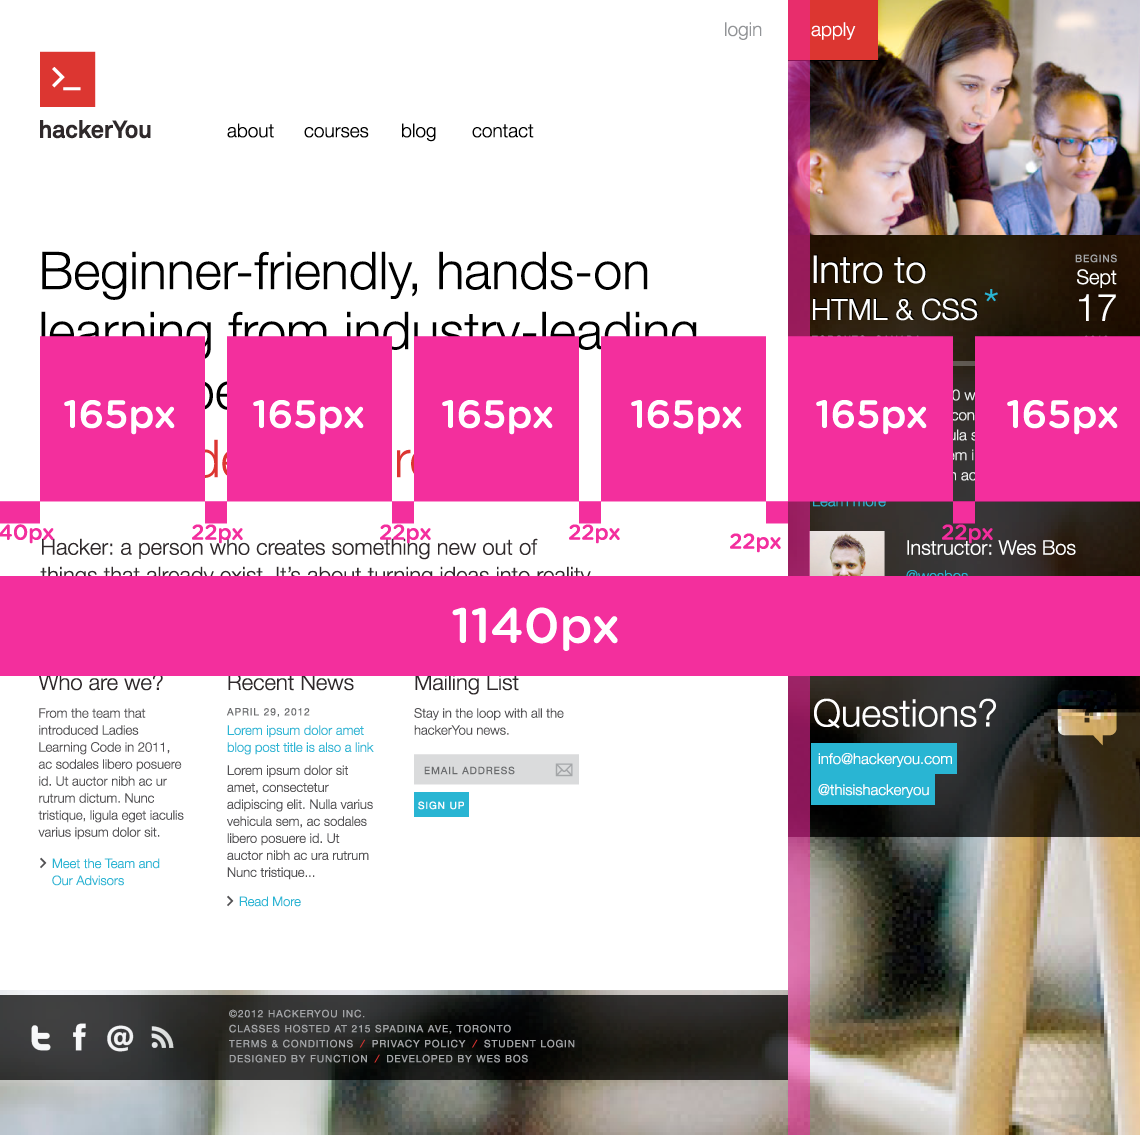 login
apply
>_
hackerYou
about courses blog contact
Beginner-friendly, hands-on
learning from industry-leading
Intro to
HTML & CSS *
BEGINS
Sept
17
165px 165px 165px 165px 165px 165px
Learn more
40px 22px 22px 22px 22px 22px
Hacker: a person who creates something new out of
things that already exist. It's about turning ideas into reality
Instructor: Wes Bos
@wesbos
1140px
Who are we?
From the team that
introduced Ladies
Learning Code in 2011,
ac sodales libero posuere
id. Ut auctor nibh ac ur
rutrum dictum. Nunc
tristique, ligula eget iaculis
varius ipsum dolor sit.
Meet the Team and
Our Advisors
Recent News
APRIL 29, 2012
Lorem ipsum dolor amet
blog post title is also a link
Lorem ipsum dolor sit
amet, consectetur
adipiscing elit. Nulla varius
vehicula sem, ac sodales
libero posuere id. Ut
auctor nibh ac ura rutrum
Nunc tristique...
Read More
Mailing List
Stay in the loop with all the
hackerYou news.
EMAIL ADDRESS
SIGN UP
Questions?
info@hackeryou.com
@thisishackeryou
©2012 HACKERYOU INC.
CLASSES HOSTED AT 215 SPADINA AVE, TORONTO
TERMS & CONDITIONS / PRIVACY POLICY / STUDENT LOGIN
DESIGNED BY FUNCTION / DEVELOPED BY WES BOS